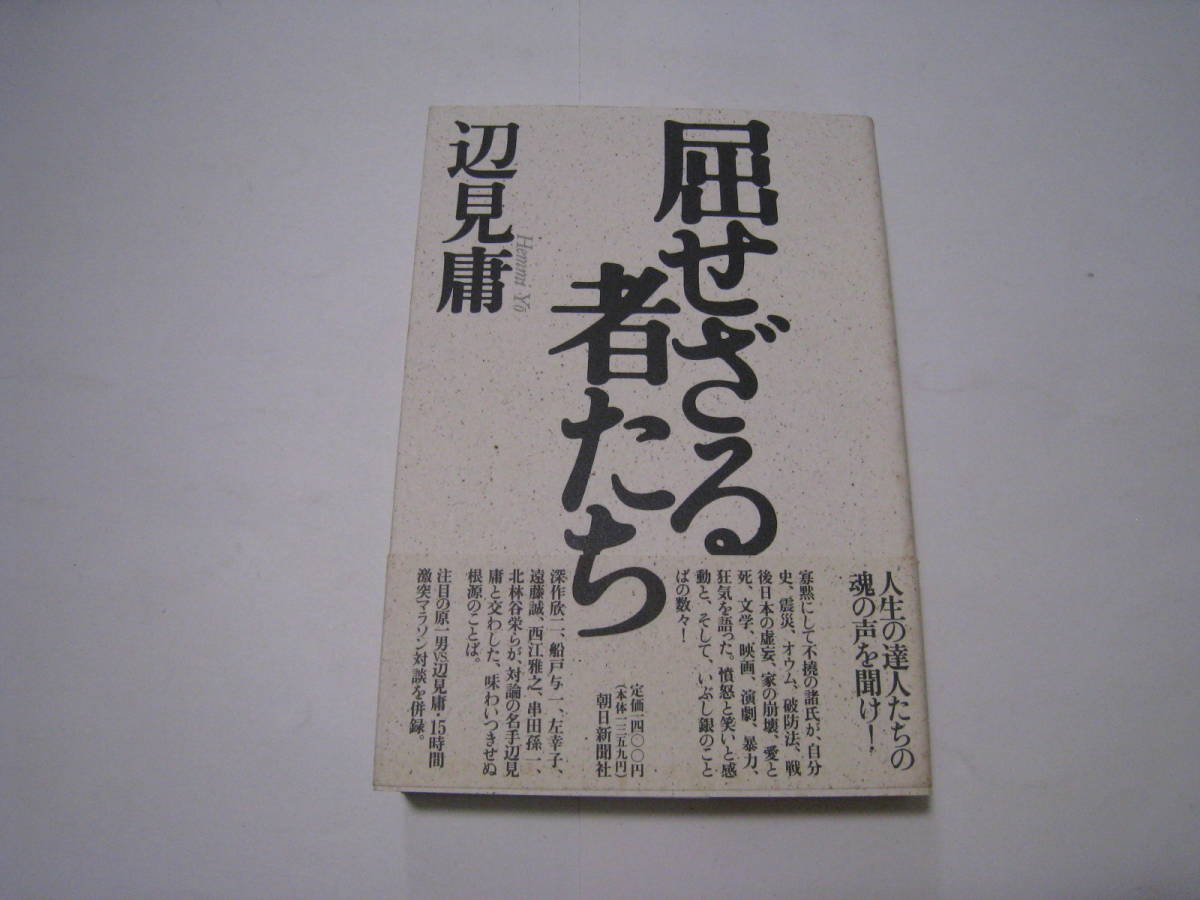 屈せざる
者たち
辺見庸
Hemmi Yo
人生の達人たちの
魂の声を聞け！
寡黙にして不撓の諸氏が、自分
史、震災、オウム、破防法、戦
後日本の虚妄、家の崩壊、愛と
死、文学、映画、演劇、暴力、
狂気を語った。憤怒と笑いと感
動と、そして、いぶし銀のこと
ばの数々！
定価一四〇〇円
（本体一三五九円）
朝日新聞社
深作欣二、船戸与一、左幸子、
遠藤誠、西江雅之、串田孫一、
北林谷栄らが、対論の名手辺見
庸と交わした、味わいつきせぬ
根源のことば。
注目の原一男VS辺見庸・15時間
激突マラソン対談を併録。